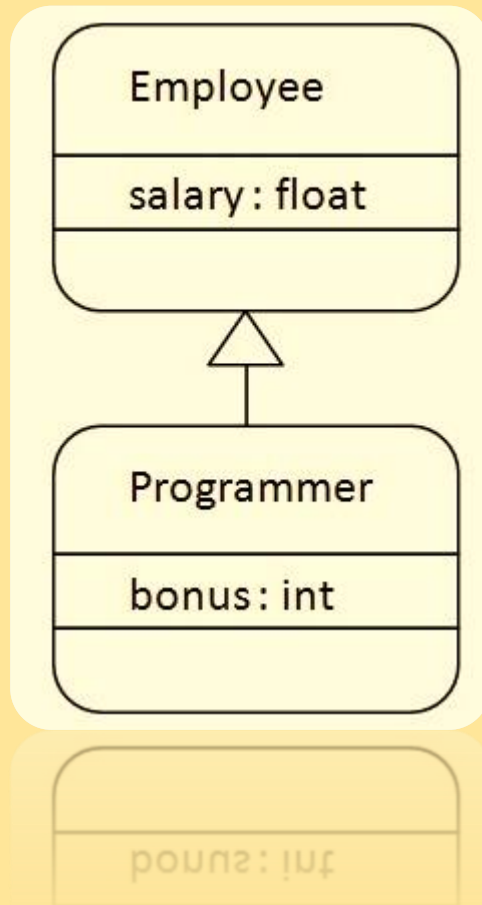 Employee
salary : float
Programmer
bonus : int
bonus : int